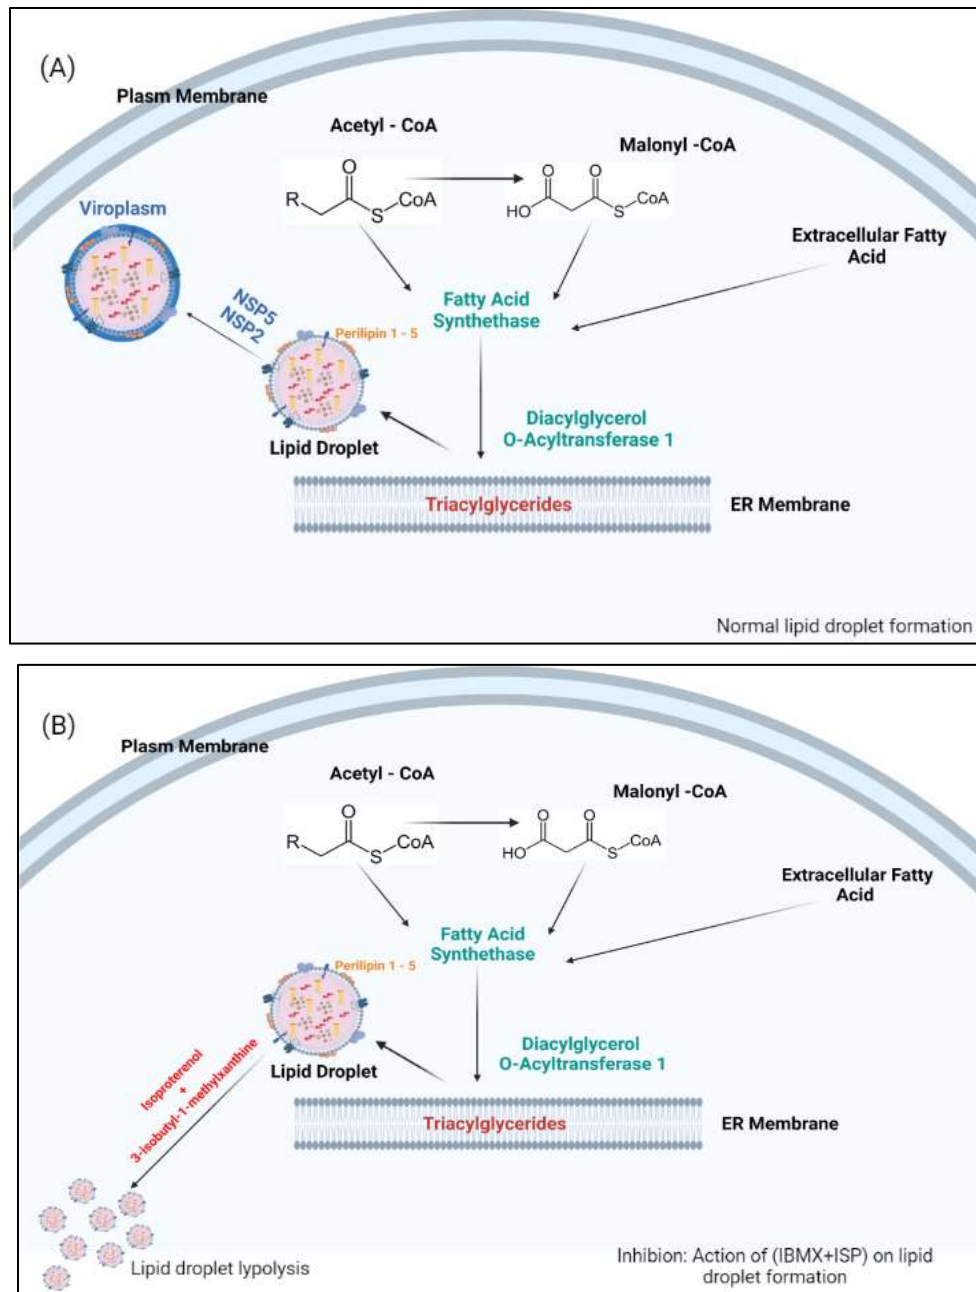 (A)
Plasm Membrane
Acetyl - CoA
Malonyl -CoA
O
R
S
CoA
O
O
HO
S
CoA
Viroplasm
Extracellular Fatty
Acid
NSP5
NSP2
Fatty Acid
Synthethase
Perilipin 1 - 5
Lipid Droplet
Diacylglycerol
O-Acyltransferase 1
Triacylglycerides
ER Membrane
Normal lipid droplet formation
(B)
Plasm Membrane
Acetyl - CoA
Malonyl -CoA
O
R
S
CoA
O
O
HO
S
CoA
Extracellular Fatty
Acid
Fatty Acid
Synthethase
Perilipin 1 - 5
Lipid Droplet
Diacylglycerol
O-Acyltransferase 1
Isoproterenol
+
3-isobutyl-1-methylxanthine
Triacylglycerides
ER Membrane
Lipid droplet lypolysis
Inhibion: Action of (IBMX+ISP) on lipid
droplet formation